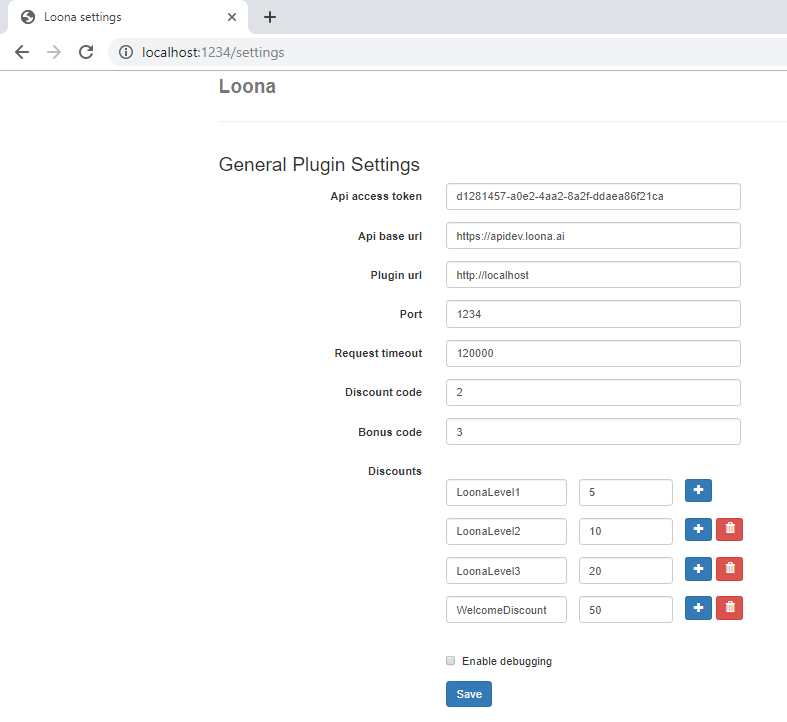 Loona settings
localhost:1234/settings
Loona
General Plugin Settings
Api access token d1281457-a0e2-4aa2-8a2f-ddaea86f21ca
Api base url https://apidev.loona.ai
Plugin url http://localhost
Port 1234
Request timeout 120000
Discount code 2
Bonus code 3
Discounts
LoonaLevel1 5
LoonaLevel2 10
LoonaLevel3 20
WelcomeDiscount 50
Enable debugging
Save